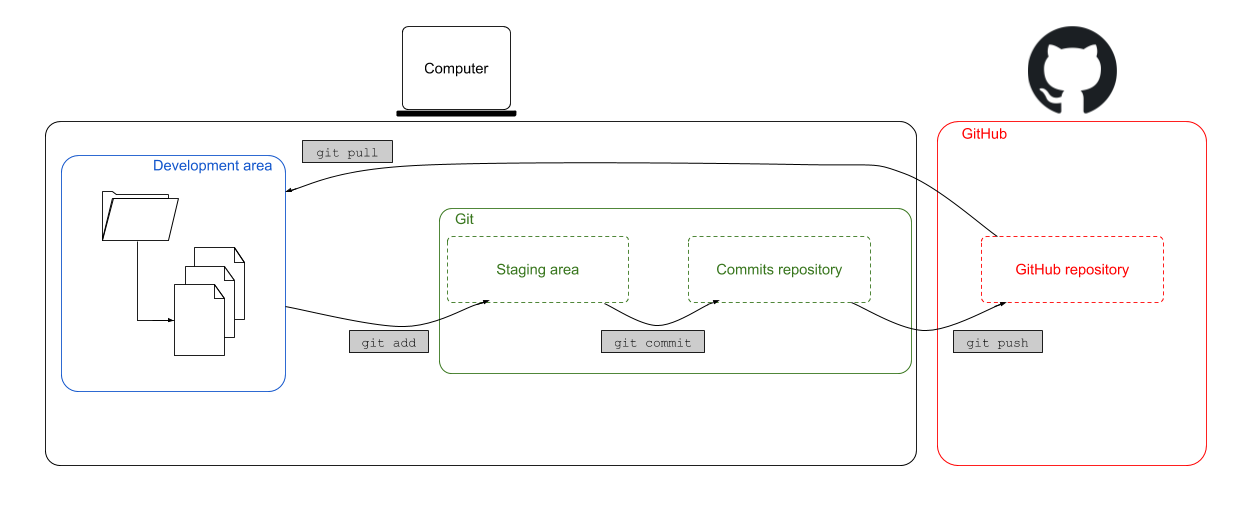 Computer
GitHub
git pull
Development area
Git
Staging area
Commits repository
GitHub repository
git add
git commit
git push